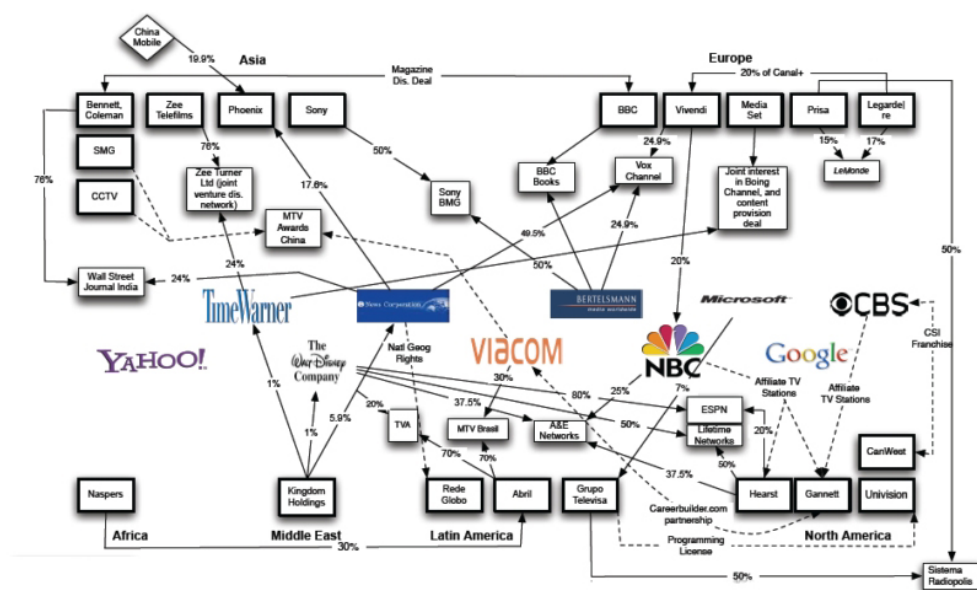 China
Mobile
19.9%
Asia
Europe
Magazine
Dis. Deal
20% of Canal+
Bennett,
Coleman
Zee
Telefilms
Phoenix
Sony
BBC
Vivendi
Media
Set
Prisa
Legarde|
re
SMG
CCTV
76%
76%
Zee Turner
Ltd (joint
venture dis.
network)
MTV
Awards
China
17.6%
50%
Sony
BMG
BBC
Books
24.9%
Vox
Channel
Joint interest
in Boing
Channel, and
content
provision
deal
15%
17%
LeMonde
49.5%
24.9%
50%
20%
50%
Wall Street
Journal India
24%
24%
TimeWarner
News Corporation
BERTELSMANN
media worldwide
Microsoft
CBS
CSI
Franchise
YAHOO!
The
Walt Disney
Company
Natl Geog
Rights
VIACOM
NBC
Google
1%
1%
5.9%
20%
37.5%
30%
80%
50%
25%
7%
Affiliate TV
Stations
Affiliate
TV Stations
TVA
MTV Brasil
A&E
Networks
ESPN
Lifetime
Networks
20%
50%
70%
70%
37.5%
CanWest
Naspers
Kingdom
Holdings
Rede
Globo
Abril
Grupo
Televisa
Hearst
Gannett
Univision
Careerbuilder.com
partnership
Africa
Middle East
Latin America
North America
30%
Programming
License
50%
Sistema
Radiopolis